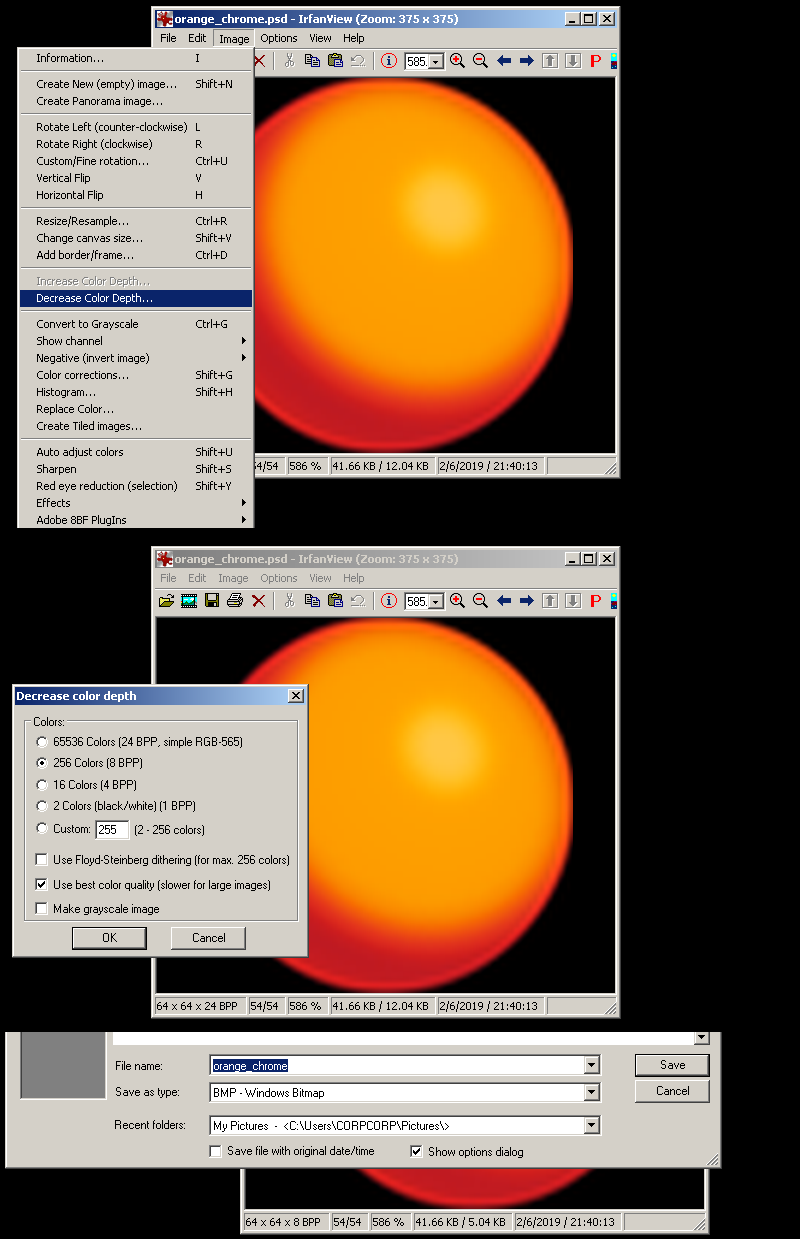 orange_chrome.psd - IrfanView (Zoom: 375 x 375)
File Edit Image Options View Help
585.
P
Information... I
Create New (empty) image... Shift+N
Create Panorama image...
Rotate Left (counter-clockwise) L
Rotate Right (clockwise) R
Custom/Fine rotation... Ctrl+U
Vertical Flip V
Horizontal Flip H
Resize/Resample... Ctrl+R
Change canvas size... Shift+V
Add border/frame... Ctrl+D
Increase Color Depth...
Decrease Color Depth...
Convert to Grayscale Ctrl+G
Show channel
Negative (invert image)
Color corrections... Shift+G
Histogram... Shift+H
Replace Color...
Create Tiled images...
Auto adjust colors Shift+U
Sharpen Shift+S
Red eye reduction (selection) Shift+Y
Effects
Adobe 8BF PlugIns
54/54 586 % 41.66 KB / 12.04 KB 2/6/2019 / 21:40:13
orange_chrome.psd - IrfanView (Zoom: 375 x 375)
File Edit Image Options View Help
585.
P
Decrease color depth
Colors:
65536 Colors (24 BPP, simple RGB-565)
256 Colors (8 BPP)
16 Colors (4 BPP)
2 Colors (black/white) (1 BPP)
Custom: 255 (2 - 256 colors)
Use Floyd-Steinberg dithering (for max. 256 colors)
Use best color quality (slower for large images)
Make grayscale image
OK Cancel
64 x 64 x 24 BPP 54/54 586 % 41.66 KB / 12.04 KB 2/6/2019 / 21:40:13
File name: orange_chrome Save
Save as type: BMP - Windows Bitmap Cancel
Recent folders: My Pictures - <C:\Users\CORPCORP\Pictures\>
Save file with original date/time Show options dialog
64 x 64 x 8 BPP 54/54 586 % 41.66 KB / 5.04 KB 2/6/2019 / 21:40:13